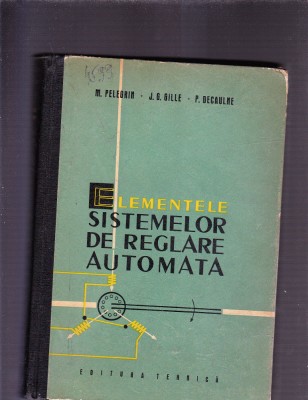 M. PELEGRIN - J. G. GILLE - P. DECAULNE
ELEMENTELE
SISTEMELOR
DE REGLARE
AUTOMATĂ
EDITURA TEHNICĂ